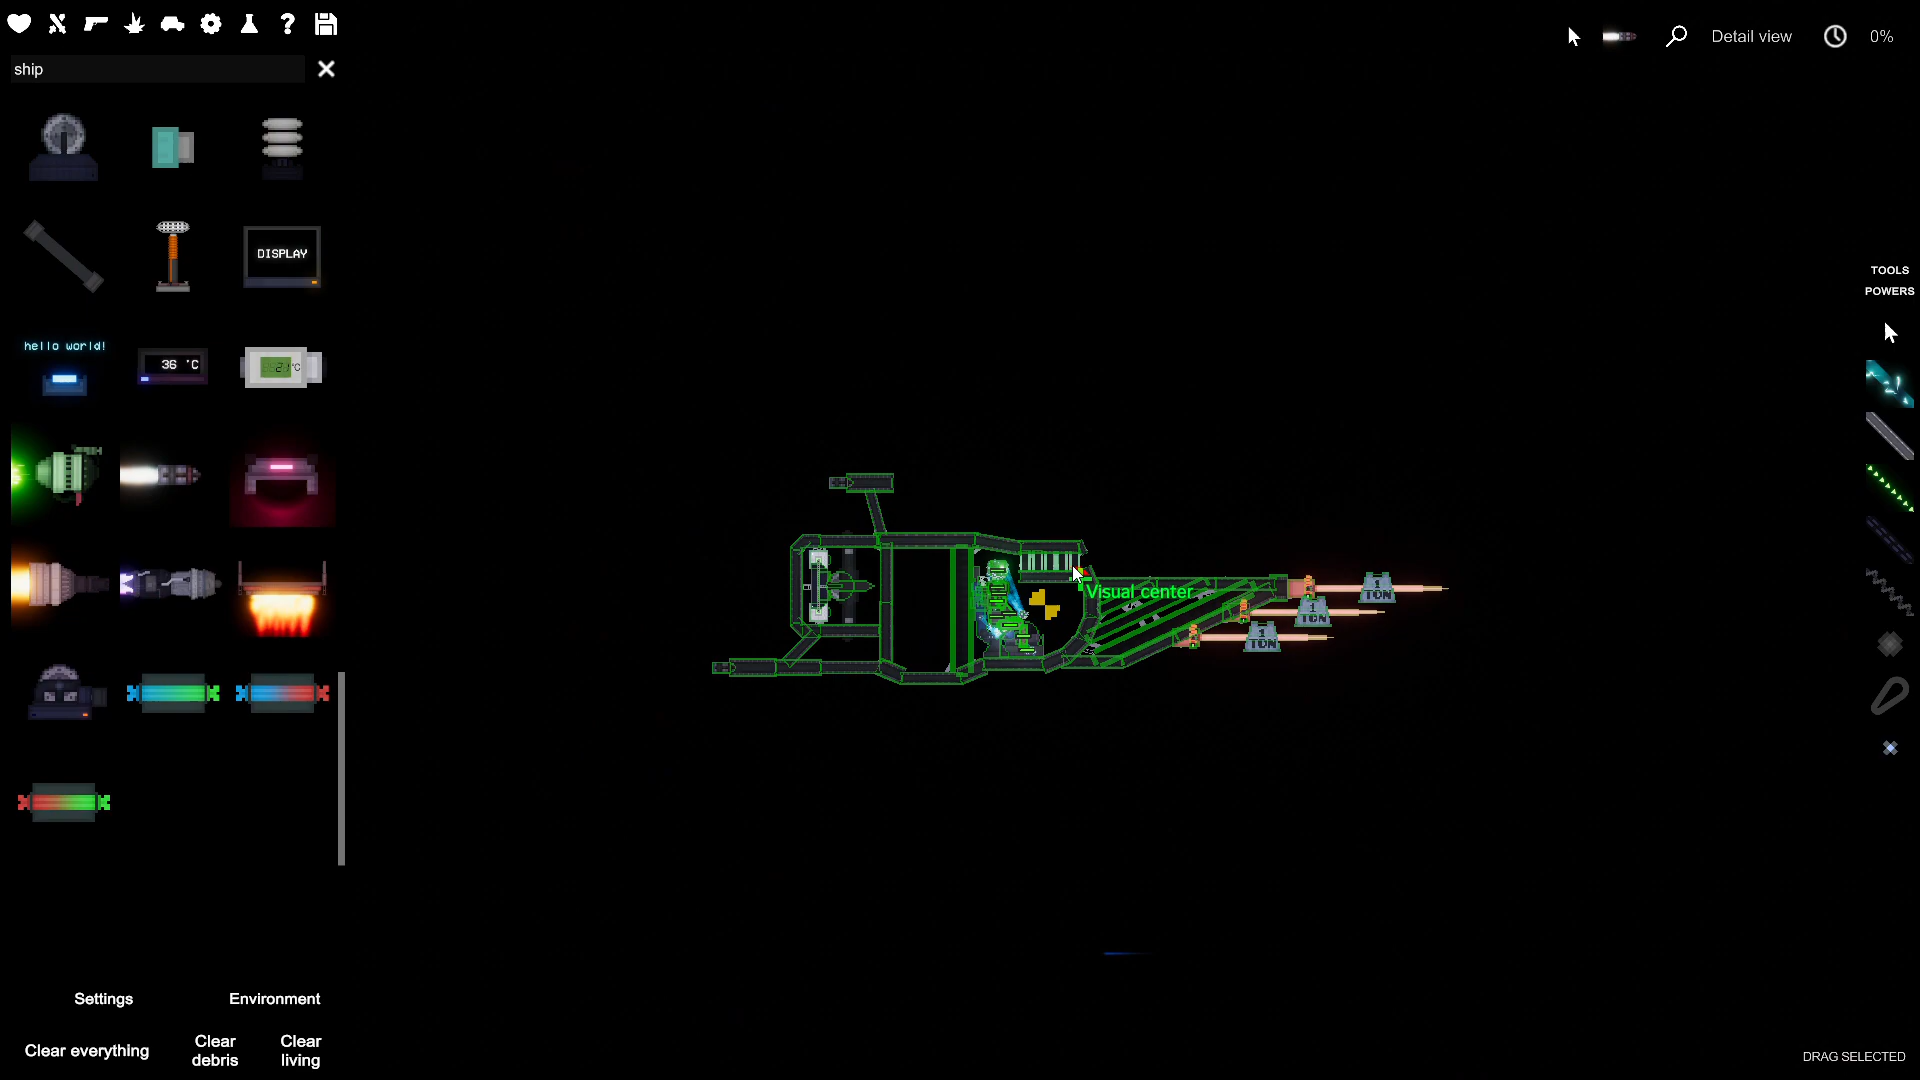 Detail view
0%
ship
DISPLAY
hello world!
36 °C
21°C
TOOLS
POWERS
Visual center
1
TON
1
TON
1
TON
Settings
Environment
Clear everything
Clear
debris
Clear
living
DRAG SELECTED